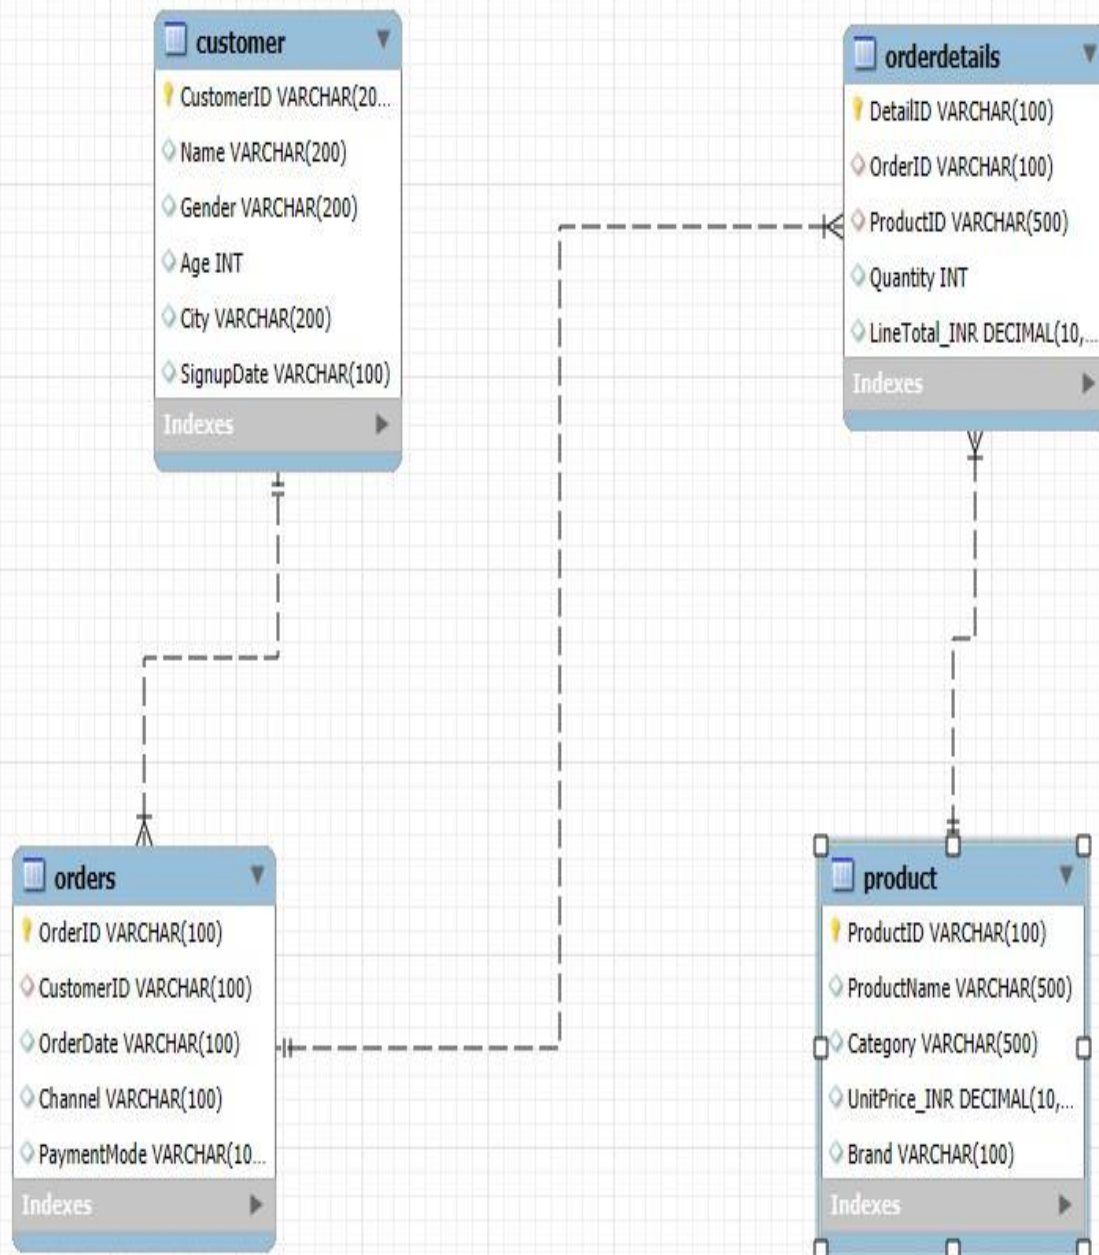 customer
CustomerID VARCHAR(20...
Name VARCHAR(200)
Gender VARCHAR(200)
Age INT
City VARCHAR(200)
SignupDate VARCHAR(100)
Indexes
orderdetails
DetailID VARCHAR(100)
OrderID VARCHAR(100)
ProductID VARCHAR(500)
Quantity INT
LineTotal_INR DECIMAL(10,...
Indexes
orders
OrderID VARCHAR(100)
CustomerID VARCHAR(100)
OrderDate VARCHAR(100)
Channel VARCHAR(100)
PaymentMode VARCHAR(10...
Indexes
product
ProductID VARCHAR(100)
ProductName VARCHAR(500)
Category VARCHAR(500)
UnitPrice_INR DECIMAL(10,...
Brand VARCHAR(100)
Indexes